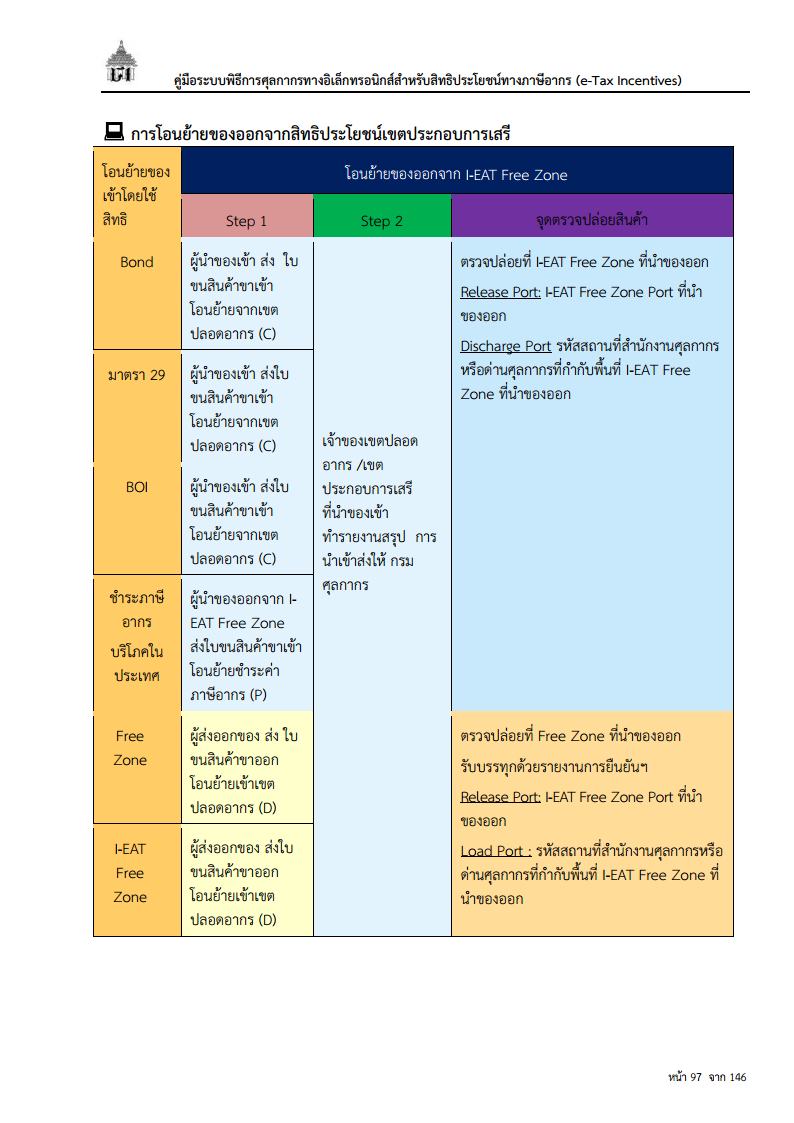 คู่มือระบบพิธีการศุลกากรทางอิเล็กทรอนิกส์สำหรับสิทธิประโยชน์ทางภาษีอากร (e-Tax Incentives)
การโอนย้ายของออกจากสิทธิประโยชน์เขตประกอบการเสรี
โอนย้ายของ
เข้าโดยใช้
สิทธิ
โอนย้ายของออกจาก I-EAT Free Zone
Step 1
Step 2
จุดตรวจปล่อยสินค้า
Bond
ผู้นำของเข้า ส่ง ใบ
ขนสินค้าขาเข้า
โอนย้ายจากเขต
ปลอดอากร (C)
มาตรา 29
ผู้นำของเข้า ส่งใบ
ขนสินค้าขาเข้า
โอนย้ายจากเขต
ปลอดอากร (C)
BOI
ผู้นำของเข้า ส่งใบ
ขนสินค้าขาเข้า
โอนย้ายจากเขต
ปลอดอากร (C)
ชำระภาษี
อากร
บริโภคใน
ประเทศ
ผู้นำของออกจาก I-
EAT Free Zone
ส่งใบขนสินค้าขาเข้า
โอนย้ายชำระค่า
ภาษีอากร (P)
Free
Zone
ผู้ส่งออกของ ส่ง ใบ
ขนสินค้าขาออก
โอนย้ายเข้าเขต
ปลอดอากร (D)
I-EAT
Free
Zone
ผู้ส่งออกของ ส่งใบ
ขนสินค้าขาออก
โอนย้ายเข้าเขต
ปลอดอากร (D)
เจ้าของเขตปลอด
อากร /เขต
ประกอบการเสรี
ที่นำของเข้า
ทำรายงานสรุป การ
นำเข้าส่งให้ กรม
ศุลกากร
ตรวจปล่อยที่ I-EAT Free Zone ที่นำของออก
Release Port: I-EAT Free Zone Port ที่นำ
ของออก
Discharge Port รหัสสถานที่สำนักงานศุลกากร
หรือด่านศุลกากรที่กำกับพื้นที่ I-EAT Free
Zone ที่นำของออก
ตรวจปล่อยที่ Free Zone ที่นำของออก
รับบรรทุกด้วยรายงานการยืนยันฯ
Release Port: I-EAT Free Zone Port ที่นำ
ของออก
Load Port : รหัสสถานที่สำนักงานศุลกากรหรือ
ด่านศุลกากรที่กำกับพื้นที่ I-EAT Free Zone ที่
นำของออก
หน้า 97 จาก 146